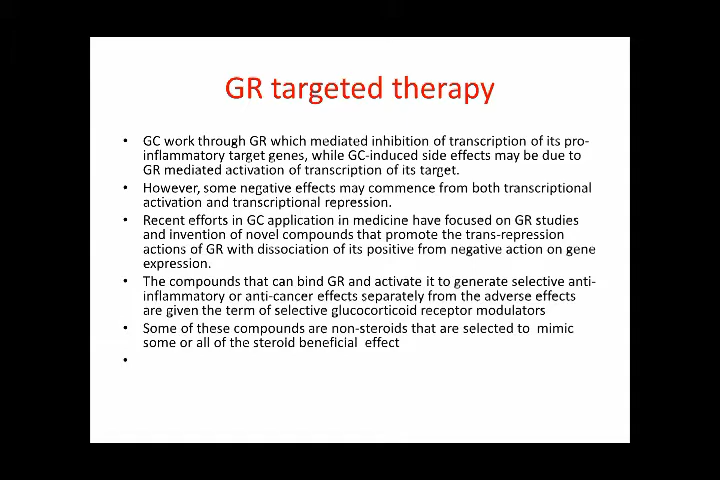 GR targeted therapy
• GC work through GR which mediated inhibition of transcription of its pro-
inflammatory target genes, while GC-induced side effects may be due to
GR mediated activation of transcription of its target.
• However, some negative effects may commence from both transcriptional
activation and transcriptional repression.
• Recent efforts in GC application in medicine have focused on GR studies
and invention of novel compounds that promote the trans-repression
actions of GR with dissociation of its positive from negative action on gene
expression.
• The compounds that can bind GR and activate it to generate selective anti-
inflammatory or anti-cancer effects separately from the adverse effects
are given the term of selective glucocorticoid receptor modulators
• Some of these compounds are non-steroids that are selected to mimic
some or all of the steroid beneficial effect
•